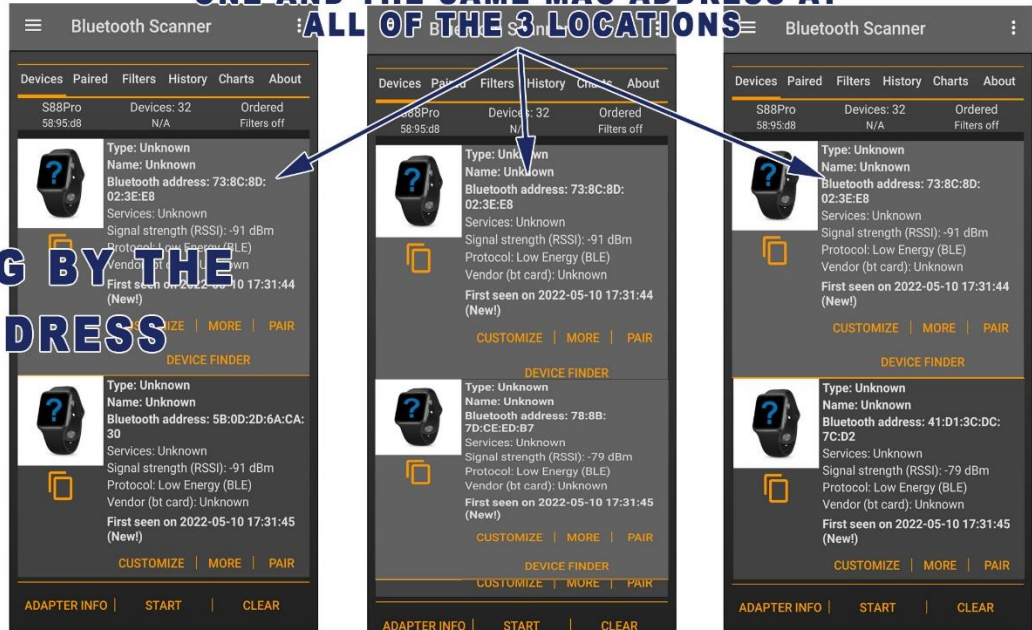 ONE AND THE SAME MAC ADDRESS AT
ALL OF THE 3 LOCATIONS
Bluetooth Scanner
Devices Paired Filters History Charts About
S88Pro Devices: 32 Ordered
58:95:d8 N/A Filters off
Type: Unknown
Name: Unknown
Bluetooth address: 73:8C:8D:
02:3E:E8
Services: Unknown
Signal strength (RSSI): -91 dBm
Protocol: Low Energy (BLE)
Vendor (bt card): Unknown
G BY THE
First seen on 2022-05-10 17:31:44
(New!)
DRESS
CUSTOMIZE | MORE | PAIR
DEVICE FINDER
Type: Unknown
Name: Unknown
Bluetooth address: 5B:0D:2D:6A:CA:
30
Services: Unknown
Signal strength (RSSI): -91 dBm
Protocol: Low Energy (BLE)
Vendor (bt card): Unknown
First seen on 2022-05-10 17:31:45
(New!)
CUSTOMIZE | MORE | PAIR
ADAPTER INFO | START | CLEAR
Devices Paired Filters History Charts About
S88Pro Devices: 32 Ordered
58:95:d8 N/A Filters off
Type: Unknown
Name: Unknown
Bluetooth address: 73:8C:8D:
02:3E:E8
Services: Unknown
Signal strength (RSSI): -91 dBm
Protocol: Low Energy (BLE)
Vendor (bt card): Unknown
First seen on 2022-05-10 17:31:44
(New!)
CUSTOMIZE | MORE | PAIR
DEVICE FINDER
Type: Unknown
Name: Unknown
Bluetooth address: 78:8B:
7D:CE:ED:B7
Services: Unknown
Signal strength (RSSI): -79 dBm
Protocol: Low Energy (BLE)
Vendor (bt card): Unknown
First seen on 2022-05-10 17:31:45
(New!)
CUSTOMIZE | MORE | PAIR
DEVICE FINDER
CUSTOMIZE | MORE | PAIR
ADAPTER INFO | START | CLEAR
Bluetooth Scanner
Devices Paired Filters History Charts About
S88Pro Devices: 32 Ordered
58:95:d8 N/A Filters off
Type: Unknown
Name: Unknown
Bluetooth address: 73:8C:8D:
02:3E:E8
Services: Unknown
Signal strength (RSSI): -91 dBm
Protocol: Low Energy (BLE)
Vendor (bt card): Unknown
First seen on 2022-05-10 17:31:44
(New!)
CUSTOMIZE | MORE | PAIR
DEVICE FINDER
Type: Unknown
Name: Unknown
Bluetooth address: 41:D1:3C:DC:
7C:D2
Services: Unknown
Signal strength (RSSI): -79 dBm
Protocol: Low Energy (BLE)
Vendor (bt card): Unknown
First seen on 2022-05-10 17:31:45
(New!)
CUSTOMIZE | MORE | PAIR
ADAPTER INFO | START | CLEAR